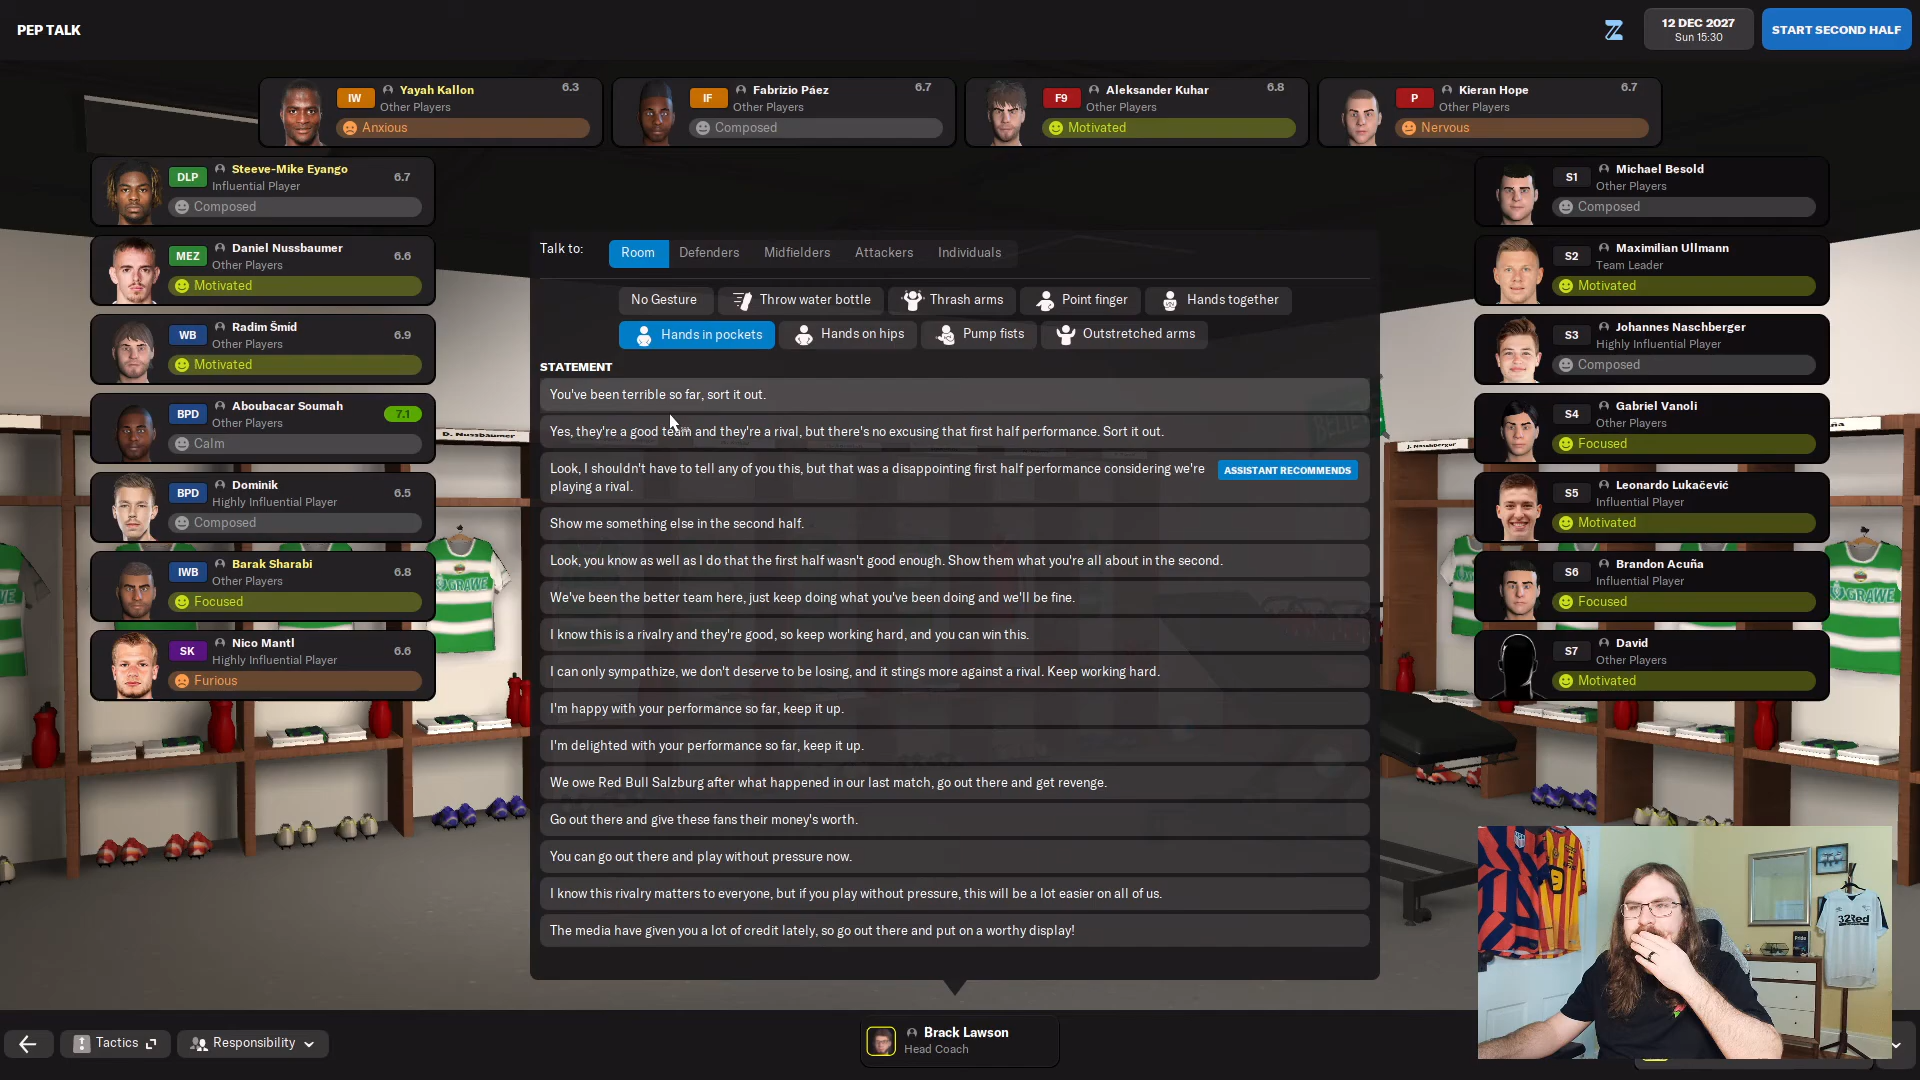 PEP TALK
12 DEC 2027
Sun 15:30
START SECOND HALF
IW
Yayah Kallon
6.3
Other Players
Anxious
IF
Fabrizio Páez
6.7
Other Players
Composed
F9
Aleksander Kuhar
6.8
Other Players
Motivated
P
Kieran Hope
6.7
Other Players
Nervous
DLP
Steeve-Mike Eyango
6.7
Influential Player
Composed
MEZ
Daniel Nussbaumer
6.6
Other Players
Motivated
WB
Radim Šmíd
6.9
Other Players
Motivated
BPD
Aboubacar Soumah
7.1
Other Players
Calm
BPD
Dominik
6.5
Highly Influential Player
Composed
IWB
Barak Sharabi
6.8
Other Players
Focused
SK
Nico Mantl
6.6
Highly Influential Player
Furious
Talk to:
Room
Defenders
Midfielders
Attackers
Individuals
No Gesture
Throw water bottle
Thrash arms
Point finger
Hands together
Hands in pockets
Hands on hips
Pump fists
Outstretched arms
STATEMENT
You've been terrible so far, sort it out.
Yes, they're a good team and they're a rival, but there's no excusing that first half performance. Sort it out.
Look, I shouldn't have to tell any of you this, but that was a disappointing first half performance considering we're
playing a rival.
ASSISTANT RECOMMENDS
Show me something else in the second half.
Look, you know as well as I do that the first half wasn't good enough. Show them what you're all about in the second.
We've been the better team here, just keep doing what you've been doing and we'll be fine.
I know this is a rivalry and they're good, so keep working hard, and you can win this.
I can only sympathize, we don't deserve to be losing, and it stings more against a rival. Keep working hard.
I'm happy with your performance so far, keep it up.
I'm delighted with your performance so far, keep it up.
We owe Red Bull Salzburg after what happened in our last match, go out there and get revenge.
Go out there and give these fans their money's worth.
You can go out there and play without pressure now.
I know this rivalry matters to everyone, but if you play without pressure, this will be a lot easier on all of us.
The media have given you a lot of credit lately, so go out there and put on a worthy display!
S1
Michael Besold
Other Players
Composed
S2
Maximilian Ullmann
Team Leader
Motivated
S3
Johannes Naschberger
Highly Influential Player
Composed
S4
Gabriel Vanoli
Other Players
Focused
S5
Leonardo Lukačević
Influential Player
Motivated
S6
Brandon Acuña
Influential Player
Focused
S7
David
Other Players
Motivated
D. Nussbaumer
J. Naschberger
GRAWE
GRAWE
BELIEVE
32Red
Pride
9
Tactics
Responsibility
Brack Lawson
Head Coach